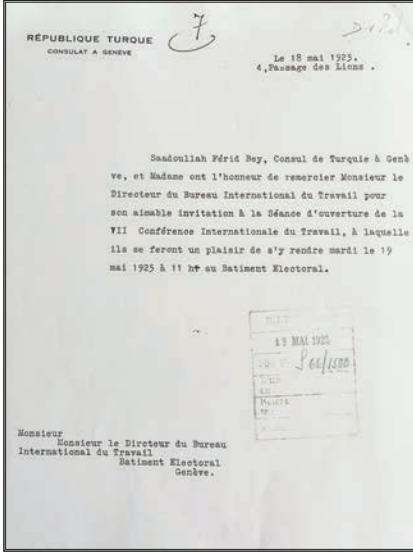 7
RÉPUBLIQUE TURQUE
CONSULAT A GENÈVE
Le 18 mai 1925.
4, Passage des Lions .
Saadoullah Férid Bey, Consul de Turquie à Genè
ve, et Madame ont l'honneur de remercier Monsieur le
Directeur du Bureau International du Travail pour
son aimable invitation à la Séance d'ouverture de la
VII Conférence Internationale du Travail, à laquelle
ils se feront un plaisir de s'y rendre mardi le 19
mai 1925 à 11 h au Batiment Electoral.
19 MAI 1925
Monsieur
Monsieur le Dircteur du Bureau
International du Travail
Batiment Electoral
Genève.